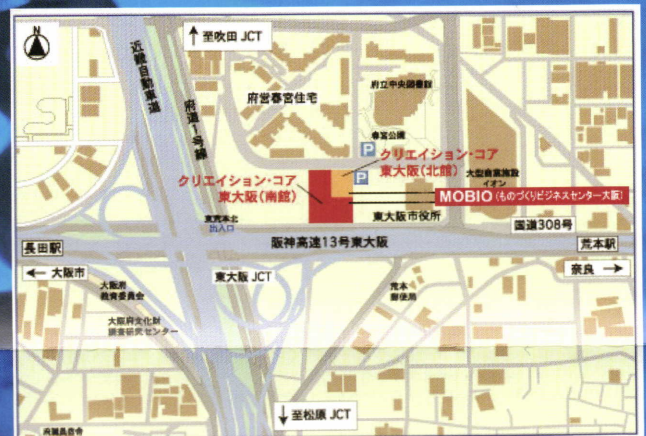 N
↑至吹田 JCT
近畿自動車道
府道1号線
府営春宮住宅
府立中央図書館
春宮公園
P
クリエイション・コア
東大阪(北館)
P
クリエイション・コア
東大阪(南館)
大型商業施設
イオン
MOBIO(ものづくりビジネスセンター大阪)
東大阪市役所
国道308号
東荒本北
出入口
長田駅
阪神高速13号東大阪
荒本駅
← 大阪市
東大阪 JCT
奈良 →
大阪府
教育委員会
荒本
郵便局
大阪府文化財
調査研究センター
↓至松原 JCT